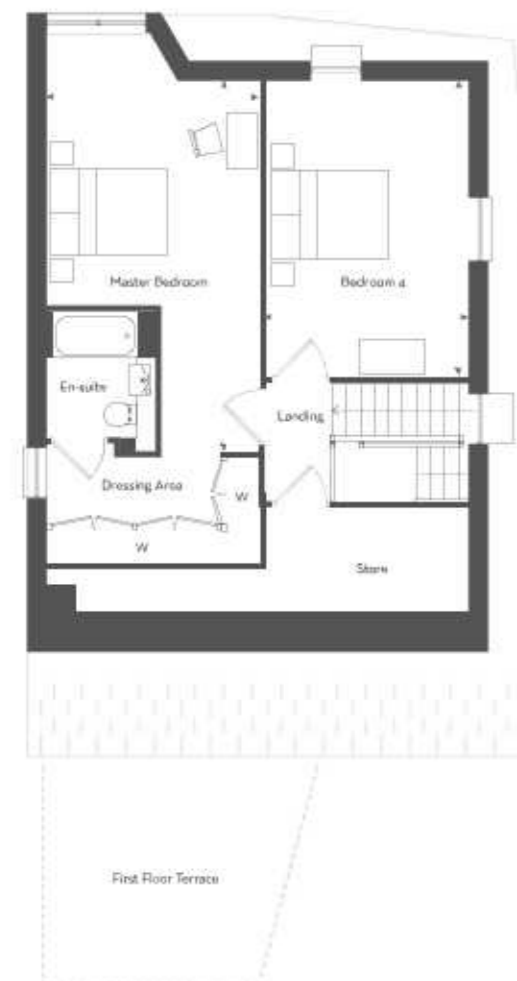 Master Bedroom
Bedroom 4
En-suite
Landing
Dressing Area
W
W
Store
First Floor Terrace